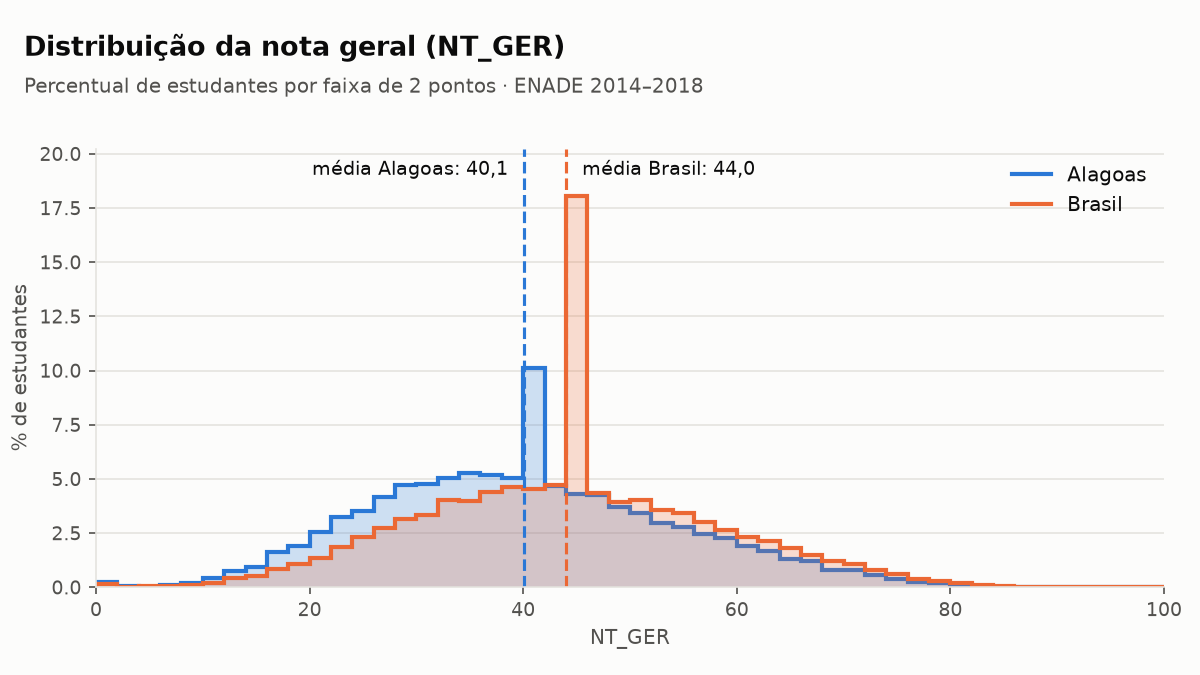 Distribuição da nota geral (NT_GER)
Percentual de estudantes por faixa de 2 pontos · ENADE 2014–2018
média Alagoas: 40,1
média Brasil: 44,0
Alagoas
Brasil
% de estudantes
20.0
17.5
15.0
12.5
10.0
7.5
5.0
2.5
0.0
0 20 40 60 80 100
NT_GER